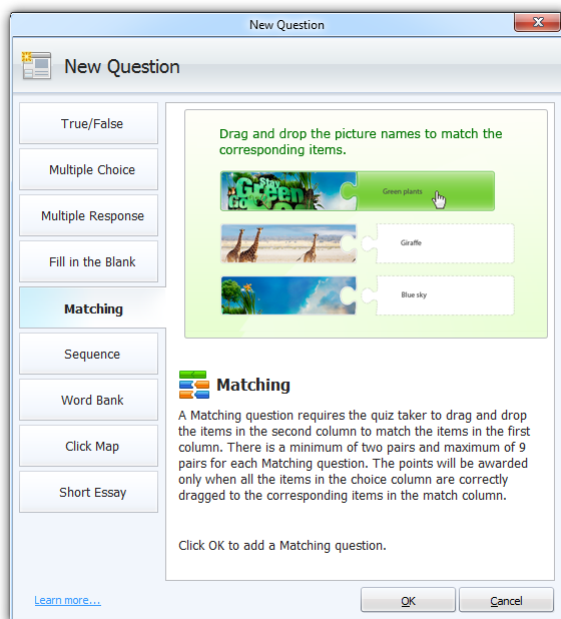 New Question
New Question
True/False
Multiple Choice
Multiple Response
Fill in the Blank
Matching
Sequence
Word Bank
Click Map
Short Essay
Drag and drop the picture names to match the
corresponding items.
Sky
Green
Green plants
Giraffe
Blue sky
Matching
A Matching question requires the quiz taker to drag and drop
the items in the second column to match the items in the first
column. There is a minimum of two pairs and maximum of 9
pairs for each Matching question. The points will be awarded
only when all the items in the choice column are correctly
dragged to the corresponding items in the match column.
Click OK to add a Matching question.
Learn more...
OK
Cancel